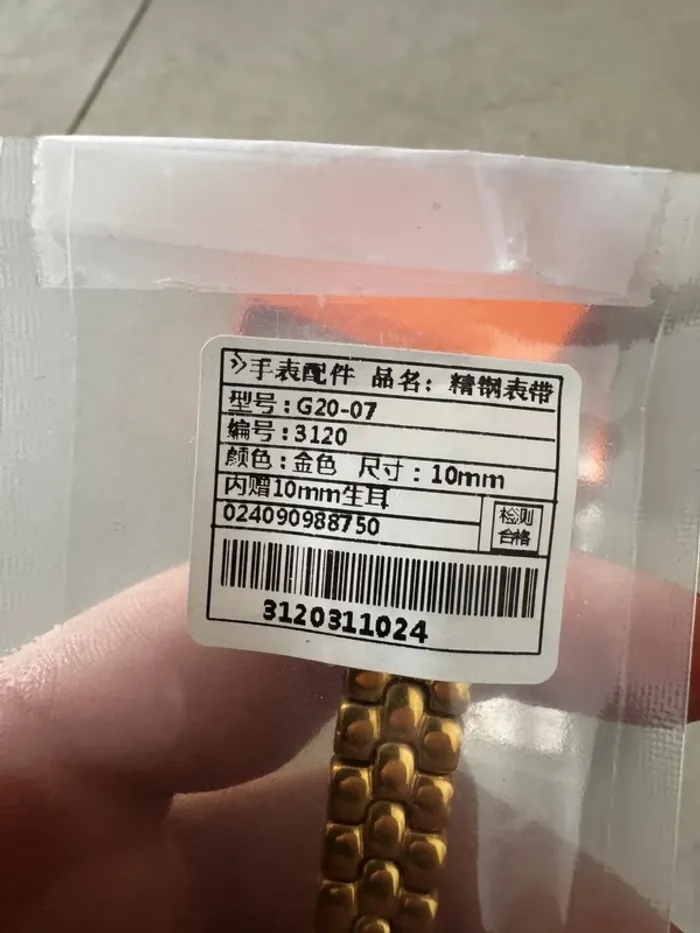 手表配件 品名：精钢表带
型号：G20-07
编号：3120
颜色：金色 尺寸：10mm
内赠10mm生耳
024090988750
检测
合格
3120311024